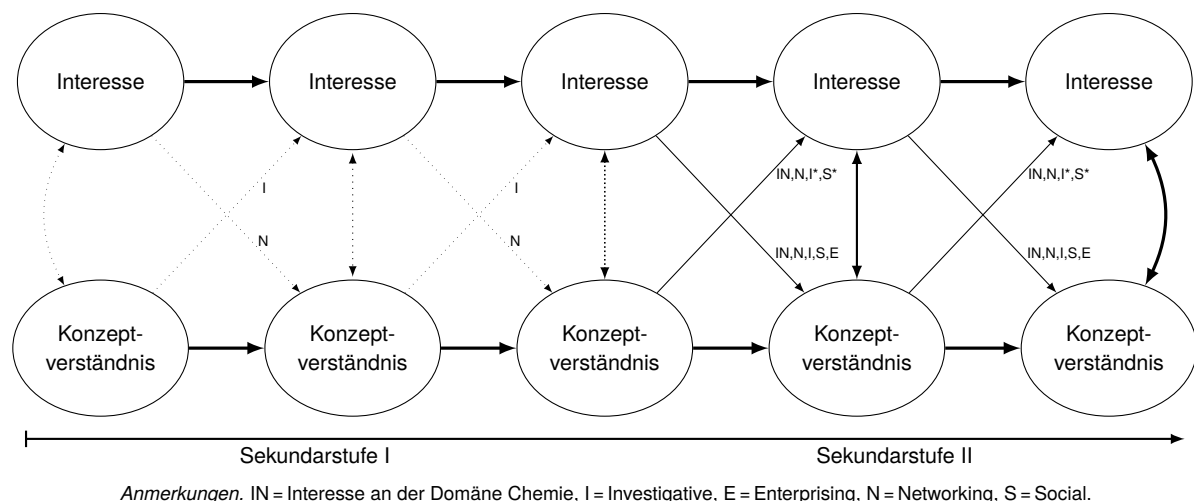 Interesse
Interesse
Interesse
Interesse
Interesse
IN,N,I*,S*
IN,N,I*,S*
I
I
N
N
IN,N,I,S,E
IN,N,I,S,E
Konzept-
verständnis
Konzept-
verständnis
Konzept-
verständnis
Konzept-
verständnis
Konzept-
verständnis
Sekundarstufe I
Sekundarstufe II
Anmerkungen. IN = Interesse an der Domäne Chemie, I = Investigative, E = Enterprising, N = Networking, S = Social.